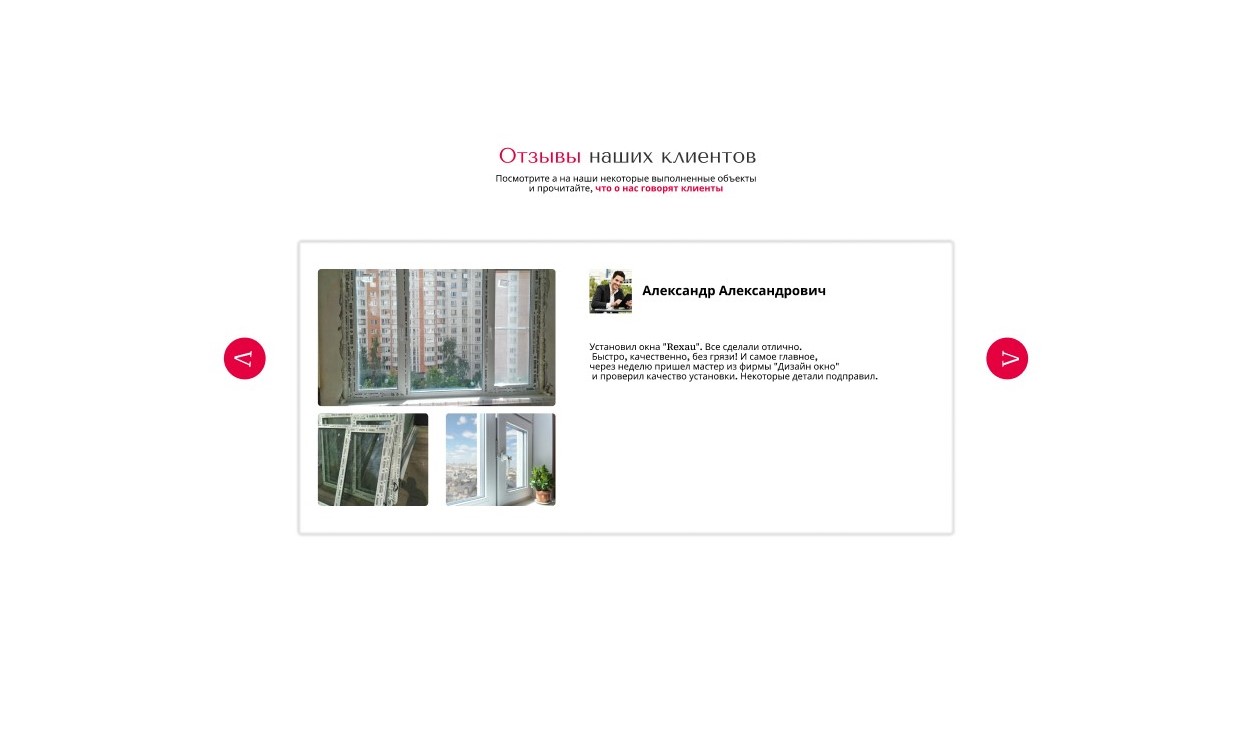 Отзывы наших клиентов
Посмотрите а на наши некоторые выполненные объекты
и прочитайте, что о нас говорят клиенты
Александр Александрович
Установил окна "Rexau". Все сделали отлично.
Быстро, качественно, без грязи! И самое главное,
через неделю пришел мастер из фирмы "Дизайн окно"
и проверил качество установки. Некоторые детали подправил.